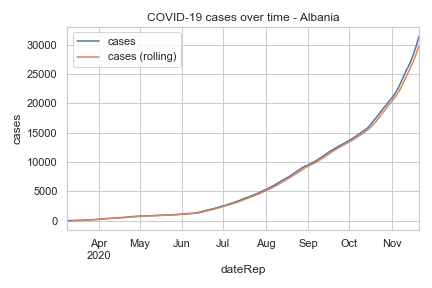 COVID-19 cases over time - Albania
cases
cases (rolling)
30000
25000
20000
15000
10000
5000
0
cases
Apr May Jun Jul Aug Sep Oct Nov
2020
dateRep